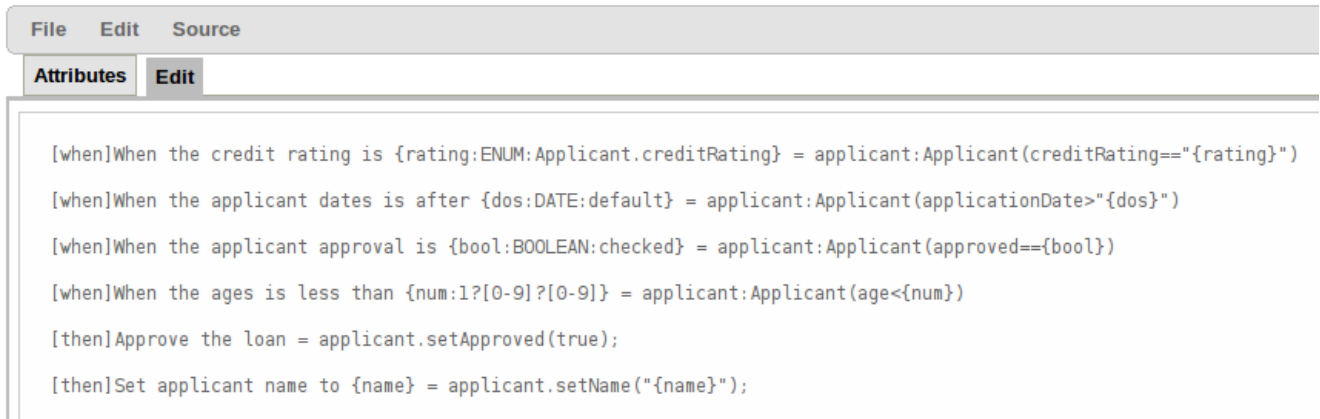 File Edit Source
Attributes Edit
[when]When the credit rating is {rating:ENUM:Applicant.creditRating} = applicant:Applicant(creditRating=="{rating}")
[when]When the applicant dates is after {dos:DATE:default} = applicant:Applicant(applicationDate>"{dos}")
[when]When the applicant approval is {bool:BOOLEAN:checked} = applicant:Applicant(approved=={bool})
[when]When the ages is less than {num:1?[0-9]?[0-9]} = applicant:Applicant(age<{num})
[then]Approve the loan = applicant.setApproved(true);
[then]Set applicant name to {name} = applicant.setName("{name}");